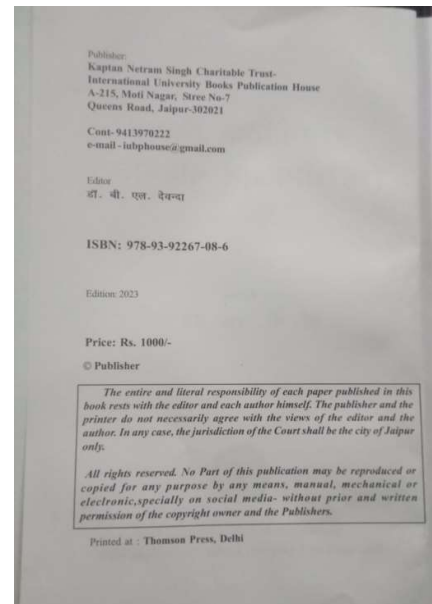 Publisher:
Kaptan Netram Singh Charitable Trust-
International University Books Publication House
A-215, Moti Nagar, Stree No-7
Queens Road, Jaipur-302021
Cont- 9413970222
e-mail - iubphouse@gmail.com
Editor
डॉ. बी. एल. देवन्दा
ISBN: 978-93-92267-08-6
Edition: 2023
Price: Rs. 1000/-
© Publisher
The entire and literal responsibility of each paper published in this
book rests with the editor and each author himself. The publisher and the
printer do not necessarily agree with the views of the editor and the
author. In any case, the jurisdiction of the Court shall be the city of Jaipur
only.
All rights reserved. No Part of this publication may be reproduced or
copied for any purpose by any means, manual, mechanical or
elelronic,specially on social media- without prior and written
permission of the copyright owner and the Publishers.
Printed at : Thomson Press, Delhi